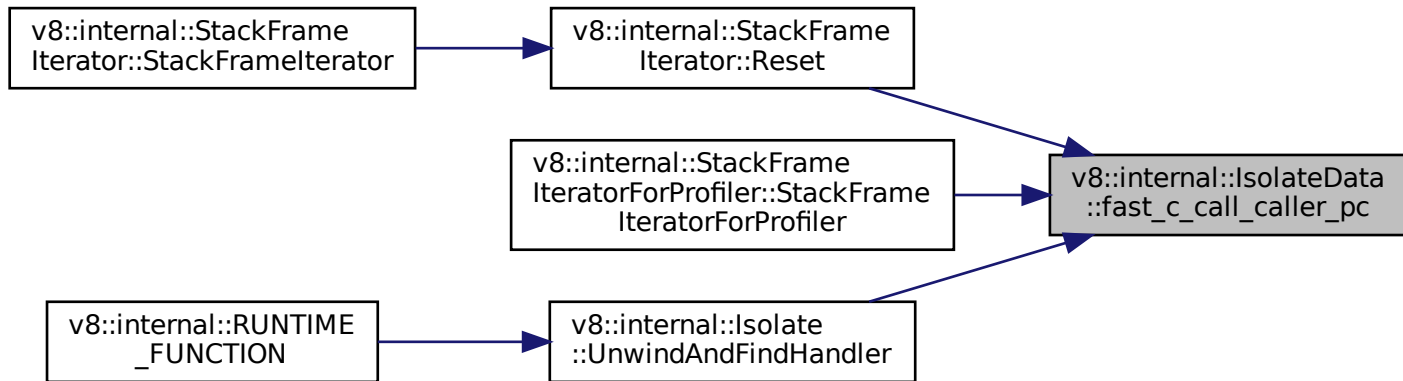 v8::internal::StackFrame
Iterator::StackFrameIterator
v8::internal::StackFrame
Iterator::Reset
v8::internal::StackFrame
IteratorForProfiler::StackFrame
IteratorForProfiler
v8::internal::IsolateData
::fast_c_call_caller_pc
v8::internal::RUNTIME
_FUNCTION
v8::internal::Isolate
::UnwindAndFindHandler